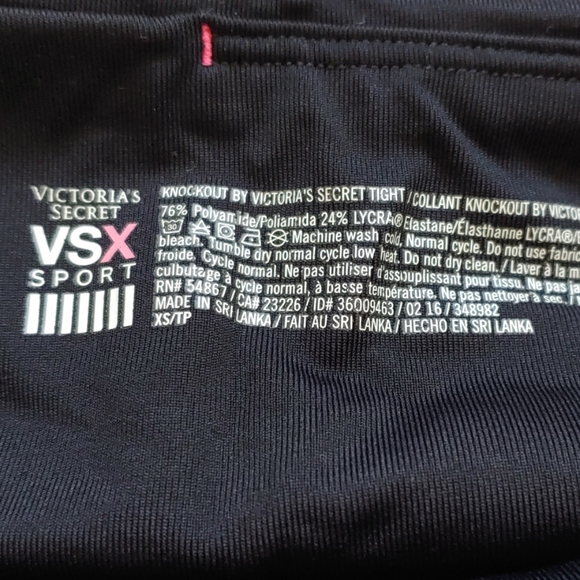 VICTORIA'S
SECRET
VSX
SPORT
KNOCKOUT BY VICTORIA'S SECRET TIGHT / COLLANT KNOCKOUT BY VICTO
76% Polyamide/Poliamida 24% LYCRA® Elastane/Élasthanne LYCRA®/E
30 Machine wash cold. Normal cycle. Do not use fabric
bleach. Tumble dry normal cycle low heat. Do not dry clean. / Laver à la m
froide. Cycle normal. Ne pas utiliser d'assouplissant pour tissu. Ne pas ja
culbutage à cycle normal, à basse température. Ne pas nettoyer à sec. /
RN# 54867 / CA# 23226 / ID# 36009463 / 02 16 / 348982
MADE IN SRI LANKA / FAIT AU SRI LANKA / HECHO EN SRI LANKA
XS/TP